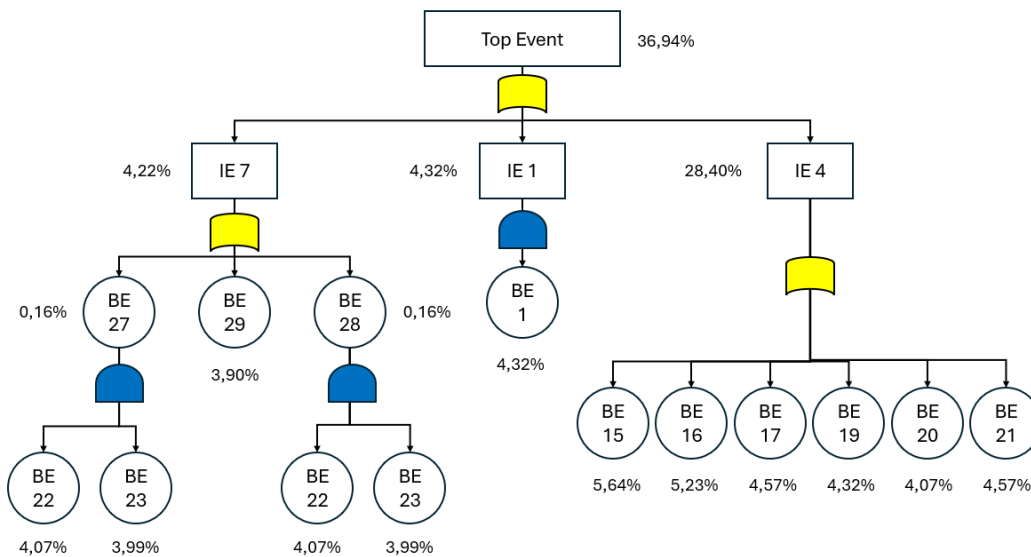 Top Event
36,94%
4,22%
IE 7
4,32%
IE 1
28,40%
IE 4
0,16%
BE
27
BE
29
BE
28
0,16%
BE
1
3,90%
4,32%
BE
15
BE
16
BE
17
BE
19
BE
20
BE
21
BE
22
BE
23
BE
22
BE
23
5,64%
5,23%
4,57%
4,32%
4,07%
4,57%
4,07%
3,99%
4,07%
3,99%